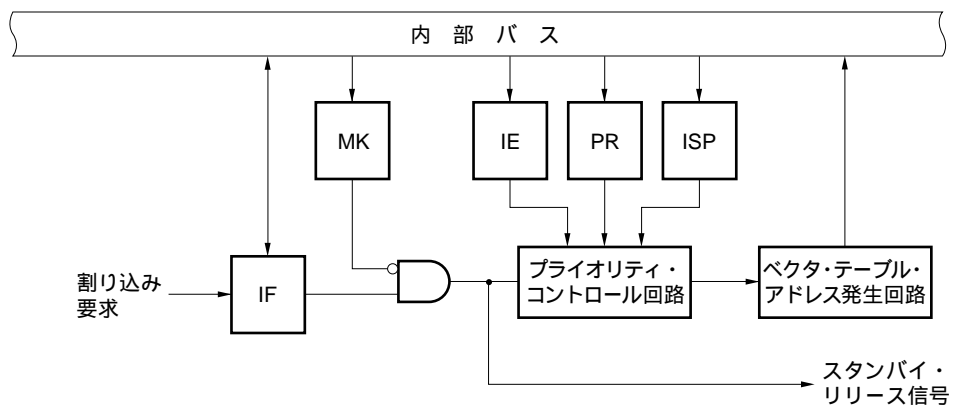 内 部 バ ス
MK
IE
PR
ISP
割り込み
要求
IF
プライオリティ・
コントロール回路
ベクタ・テーブル・
アドレス発生回路
スタンバイ・
リリース信号